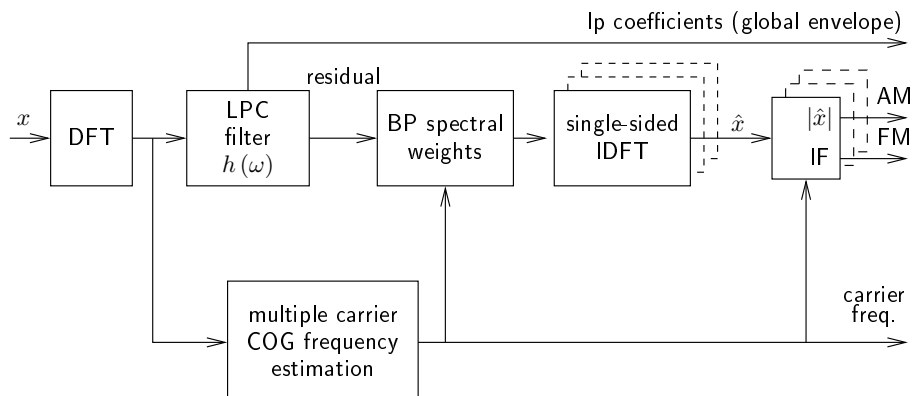 lp coefficients (global envelope)
residual
x
DFT
LPC
filter
h(ω)
BP spectral
weights
single-sided
IDFT
x̂
|x̂|
IF
AM
FM
multiple carrier
COG frequency
estimation
carrier
freq.